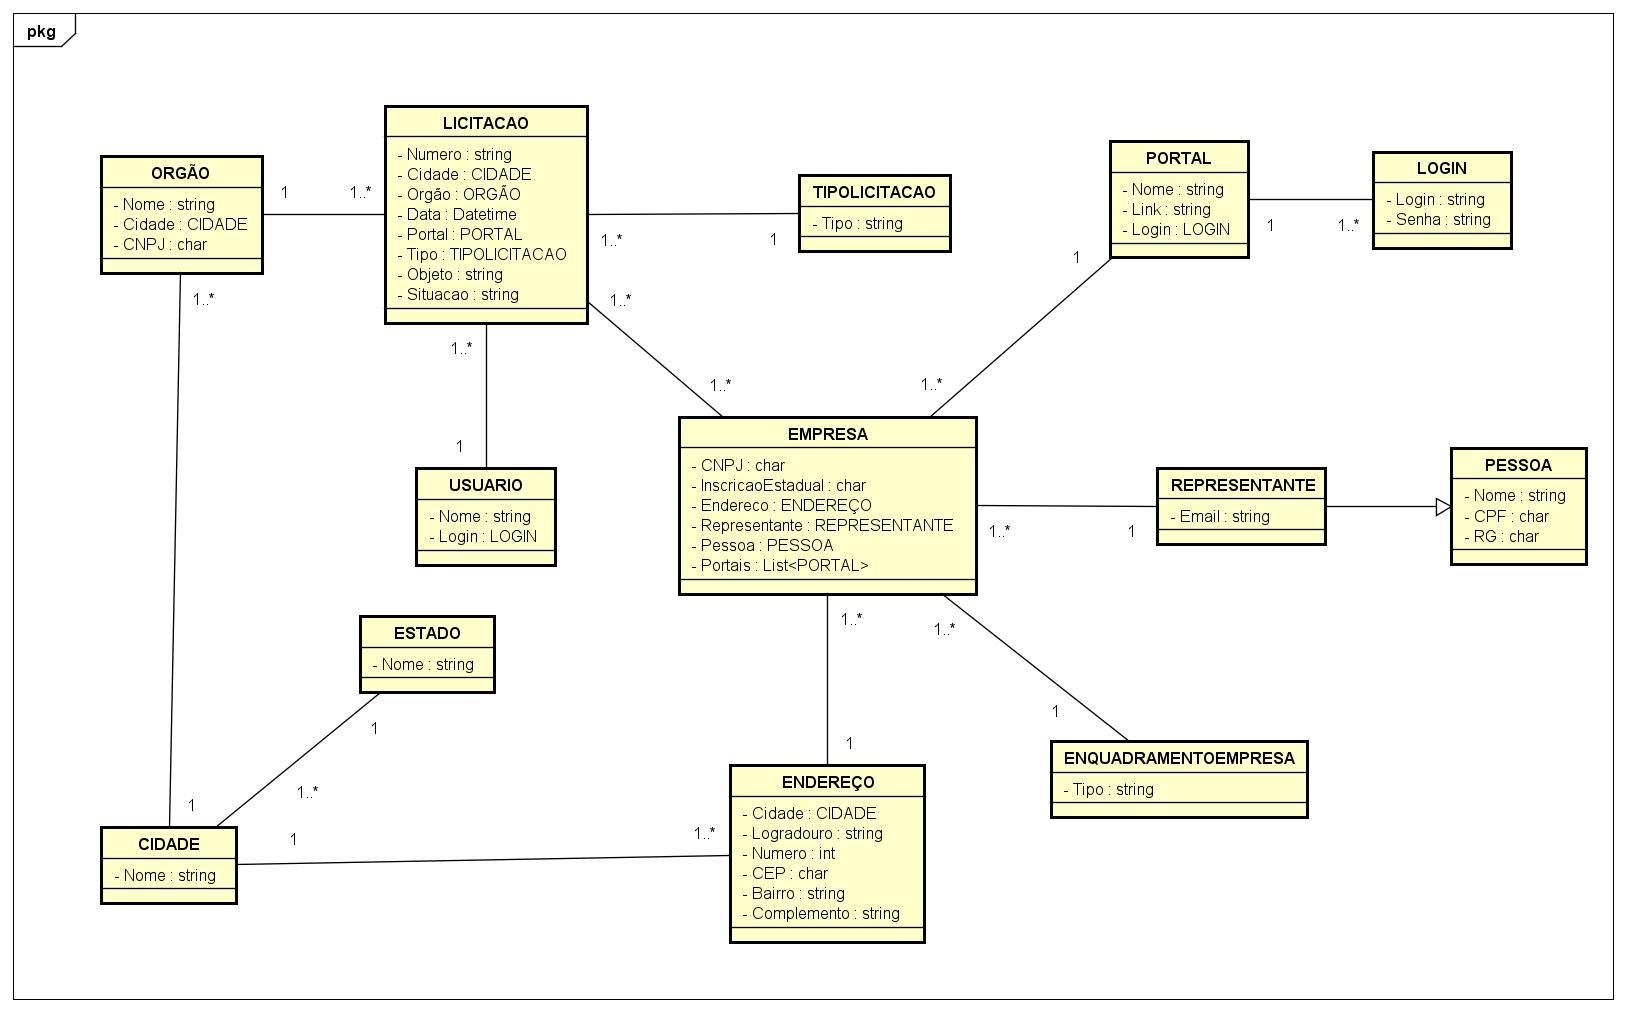 pkg
LICITACAO
- Numero : string
- Cidade : CIDADE
- Orgão : ORGÃO
- Data : Datetime
- Portal : PORTAL
- Tipo : TIPOLICITACAO
- Objeto : string
- Situacao : string
ORGÃO
- Nome : string
- Cidade : CIDADE
- CNPJ : char
1
1..*
TIPOLICITACAO
- Tipo : string
1..*
1
PORTAL
- Nome : string
- Link : string
- Login : LOGIN
LOGIN
- Login : string
- Senha : string
1
1..*
1
1..*
1..*
1..*
1..*
1..*
1
USUARIO
- Nome : string
- Login : LOGIN
EMPRESA
- CNPJ : char
- InscricaoEstadual : char
- Endereco : ENDEREÇO
- Representante : REPRESENTANTE
- Pessoa : PESSOA
- Portais : List<PORTAL>
1..*
1
REPRESENTANTE
- Email : string
PESSOA
- Nome : string
- CPF : char
- RG : char
ESTADO
- Nome : string
1
1..*
1..*
1
1..*
1
ENQUADRAMENTOEMPRESA
- Tipo : string
1
CIDADE
- Nome : string
1
1..*
ENDEREÇO
- Cidade : CIDADE
- Logradouro : string
- Numero : int
- CEP : char
- Bairro : string
- Complemento : string